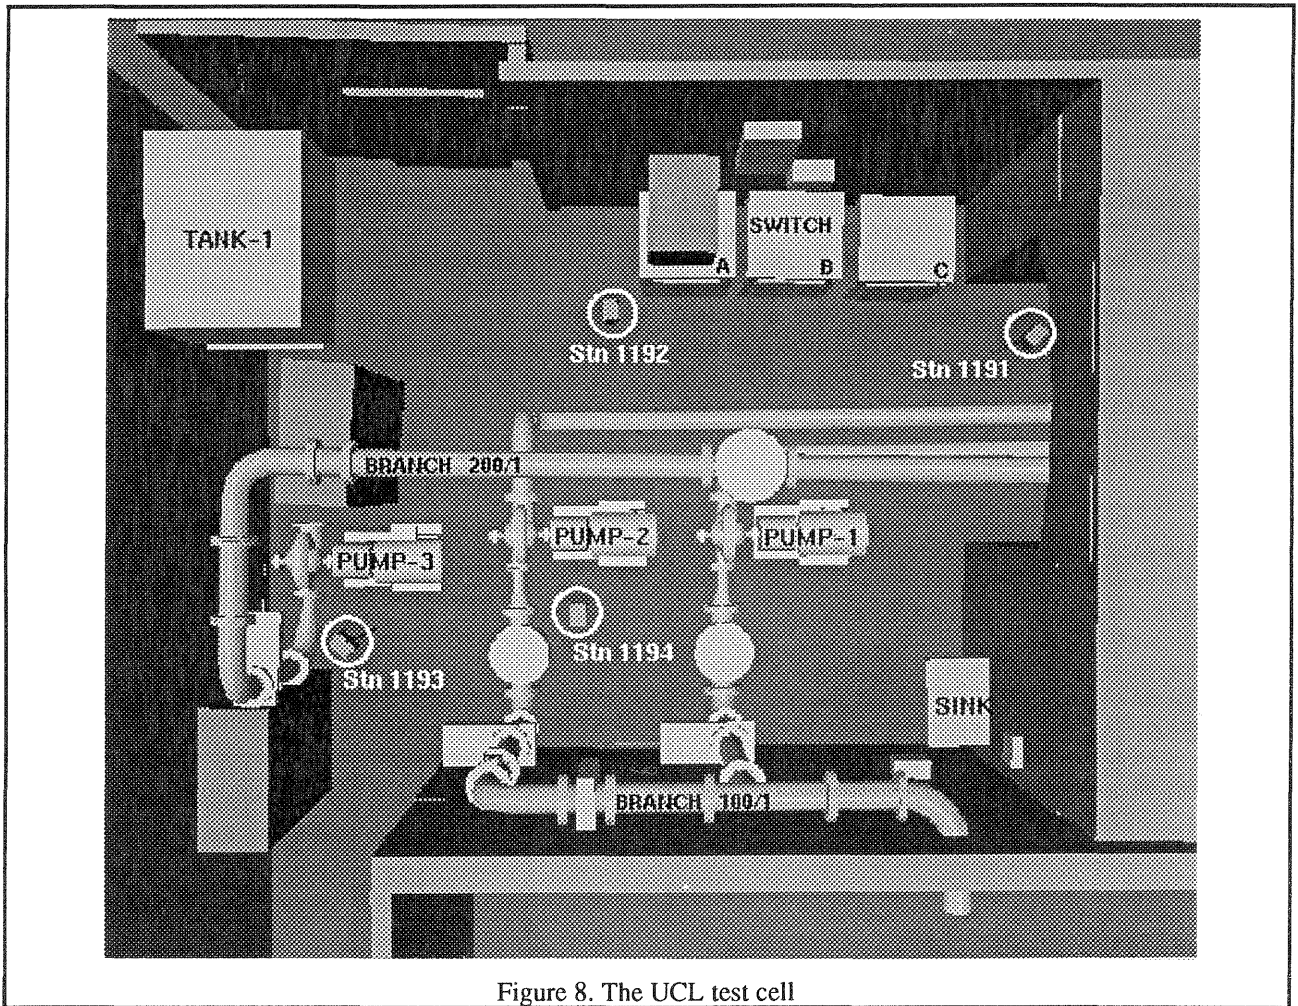 TANK-1
SWITCH
A
B
C
Stn 1192
Stn 1191
BRANCH 200/1
PUMP-2
PUMP-1
PUMP-3
Stn 1194
Stn 1193
SINK
BRANCH 100/1
Figure 8. The UCL test cell